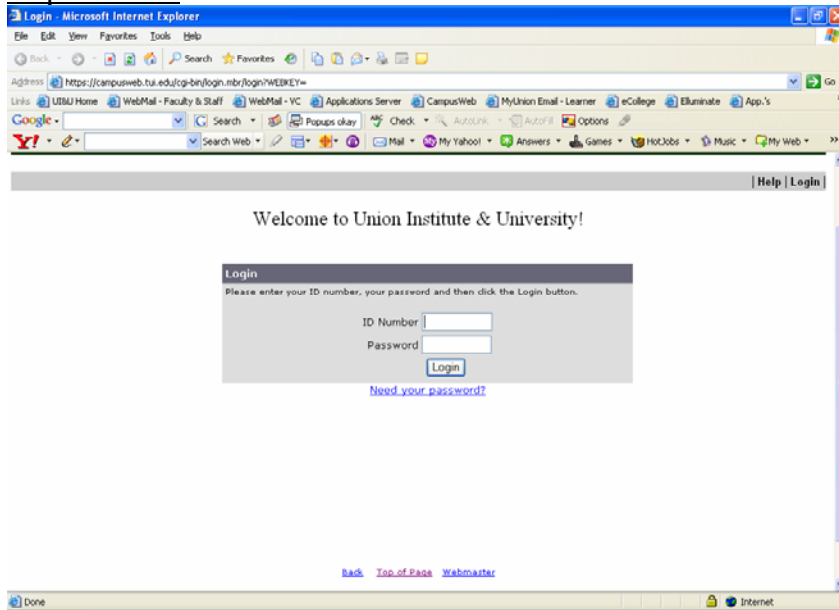 Login - Microsoft Internet Explorer
File Edit View Favorites Tools Help
Back Search Favorites
Address https://campusweb.tui.edu/cgi-bin/login.mbr/login?WEBKEY= Go
Links UI&U Home WebMail - Faculty & Staff WebMail - VC Applications Server CampusWeb MyUnion Email - Learner eCollege Elluminate App.'s
Google Search Popups okay Check AutoLink AutoFill Options
Y! Search Web Mail My Yahoo! Answers Games HotJobs Music My Web »
| Help | Login |
Welcome to Union Institute & University!
Login
Please enter your ID number, your password and then click the Login button.
ID Number
Password
Login
Need your password?
Back Top of Page Webmaster
Done Internet